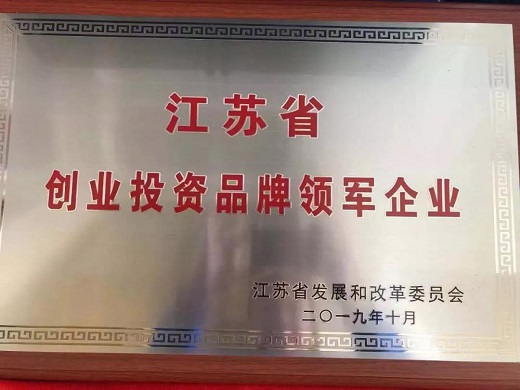 江苏省
创业投资品牌领军企业
江苏省发展和改革委员会
二〇一九年十月